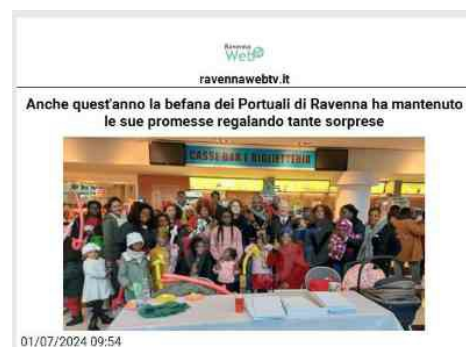 Ravenna
Web
ravennawebtv.it
Anche quest'anno la befana dei Portuali di Ravenna ha mantenuto
le sue promesse regalando tante sorprese
CASSE BAR E BIGLIETTERIA
01/07/2024 09:54